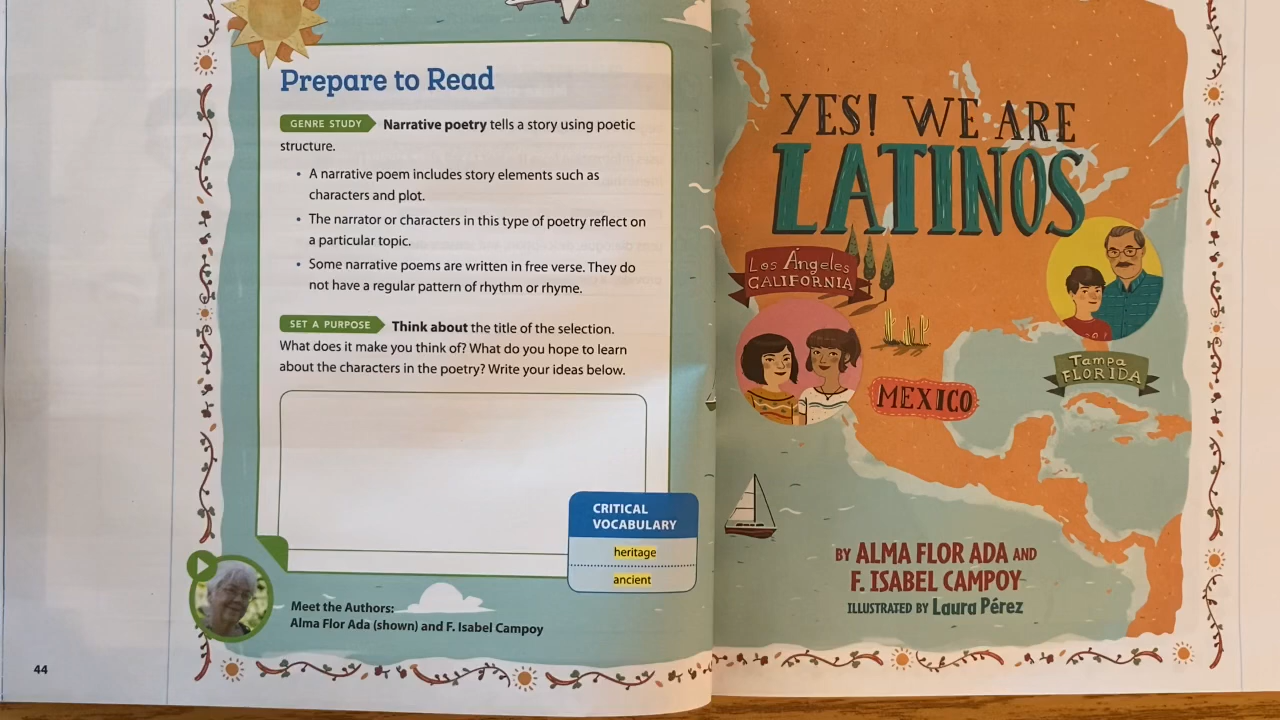 Prepare to Read
GENRE STUDY Narrative poetry tells a story using poetic
structure.
• A narrative poem includes story elements such as
characters and plot.
• The narrator or characters in this type of poetry reflect on
a particular topic.
• Some narrative poems are written in free verse. They do
not have a regular pattern of rhythm or rhyme.
SET A PURPOSE Think about the title of the selection.
What does it make you think of? What do you hope to learn
about the characters in the poetry? Write your ideas below.
CRITICAL
VOCABULARY
heritage
ancient
Meet the Authors:
Alma Flor Ada (shown) and F. Isabel Campoy
44
YES! WE ARE
LATINOS
Los Ángeles
CALIFORNIA
Tampa
FLORIDA
MEXICO
BY ALMA FLOR ADA AND
F. ISABEL CAMPOY
ILLUSTRATED BY Laura Pérez